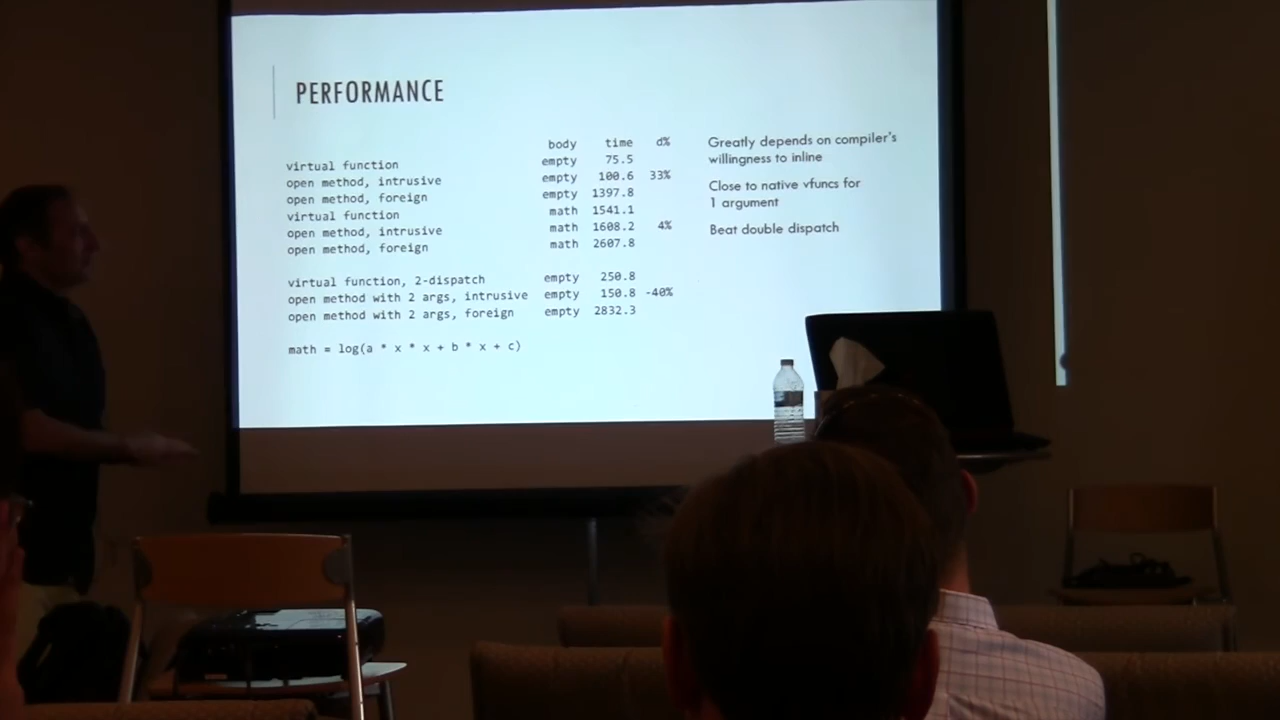 PERFORMANCE
body time d%
virtual function empty 75.5
open method, intrusive empty 100.6 33%
open method, foreign empty 1397.8
virtual function math 1541.1
open method, intrusive math 1608.2 4%
open method, foreign math 2607.8
virtual function, 2-dispatch empty 250.8
open method with 2 args, intrusive empty 150.8 -40%
open method with 2 args, foreign empty 2832.3
math = log(a * x * x + b * x + c)
Greatly depends on compiler's
willingness to inline
Close to native vfuncs for
1 argument
Beat double dispatch